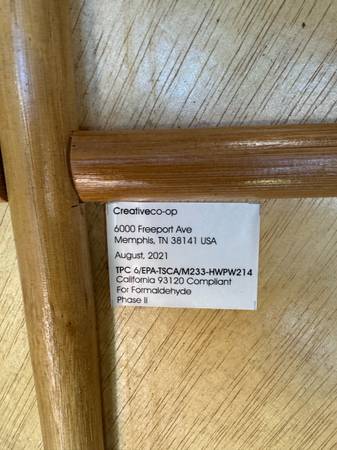 Creativeco-op
6000 Freeport Ave
Memphis, TN 38141 USA
August, 2021
TPC 6/EPA-TSCA/M233-HWPW214
California 93120 Compliant
For Formaldehyde
Phase II